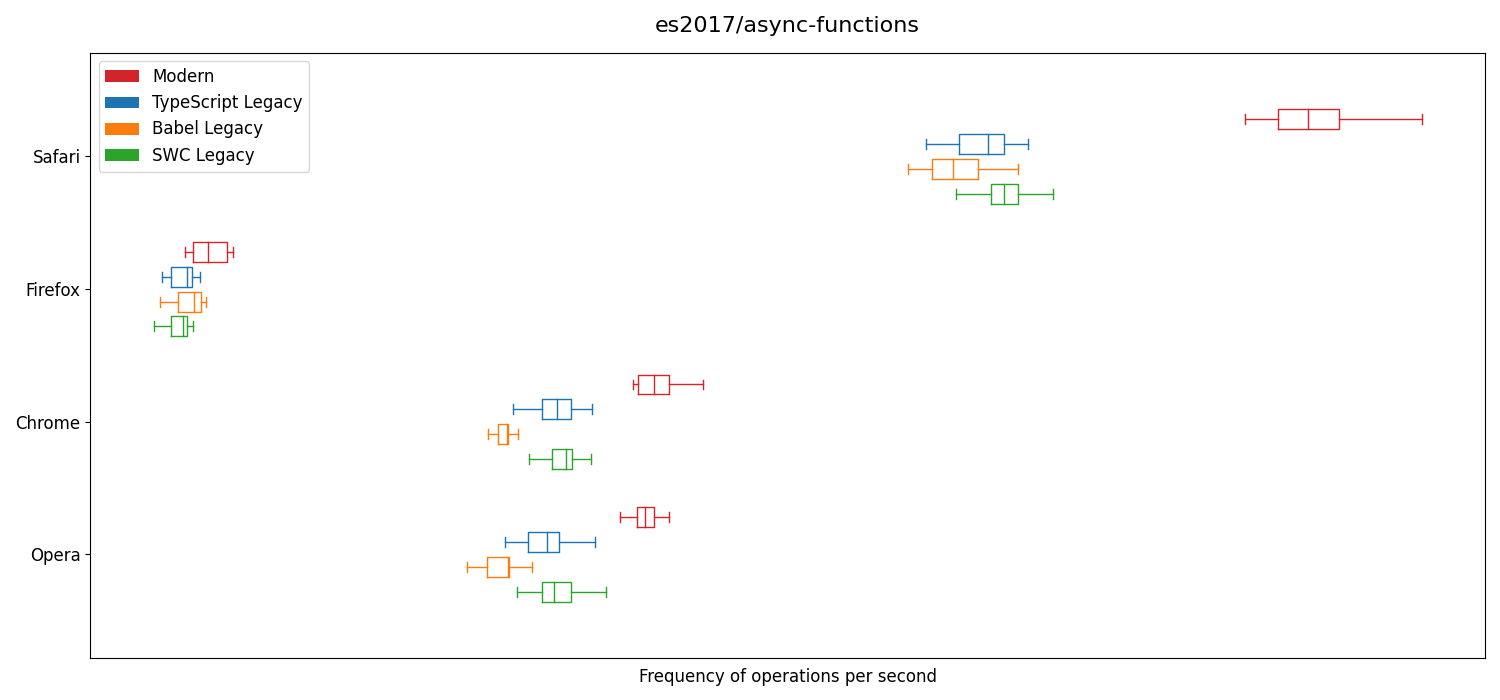 es2017/async-functions
Modern
TypeScript Legacy
Babel Legacy
SWC Legacy
Safari
Firefox
Chrome
Opera
Frequency of operations per second